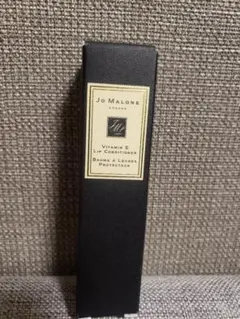 JO MALONE
LONDON
VITAMIN E
LIP CONDITIONER
BAUME À LÈVRES
PROTECTEUR